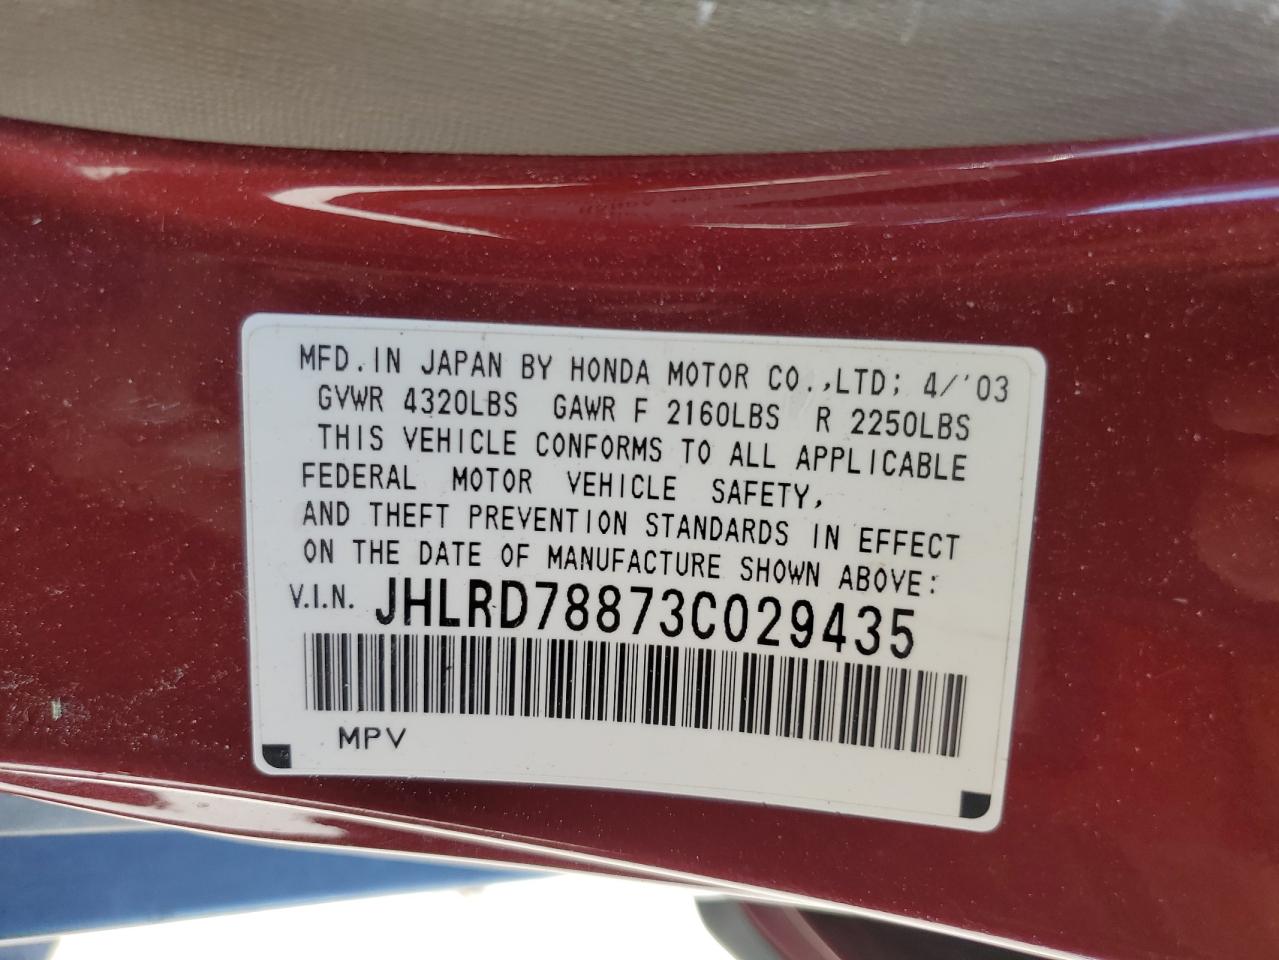 MFD. IN JAPAN BY HONDA MOTOR CO.,LTD; 4/'03
GVWR 4320LBS GAWR F 2160LBS R 2250LBS
THIS VEHICLE CONFORMS TO ALL APPLICABLE
FEDERAL MOTOR VEHICLE SAFETY,
AND THEFT PREVENTION STANDARDS IN EFFECT
ON THE DATE OF MANUFACTURE SHOWN ABOVE:
V.I.N. JHLRD78873C029435
MPV